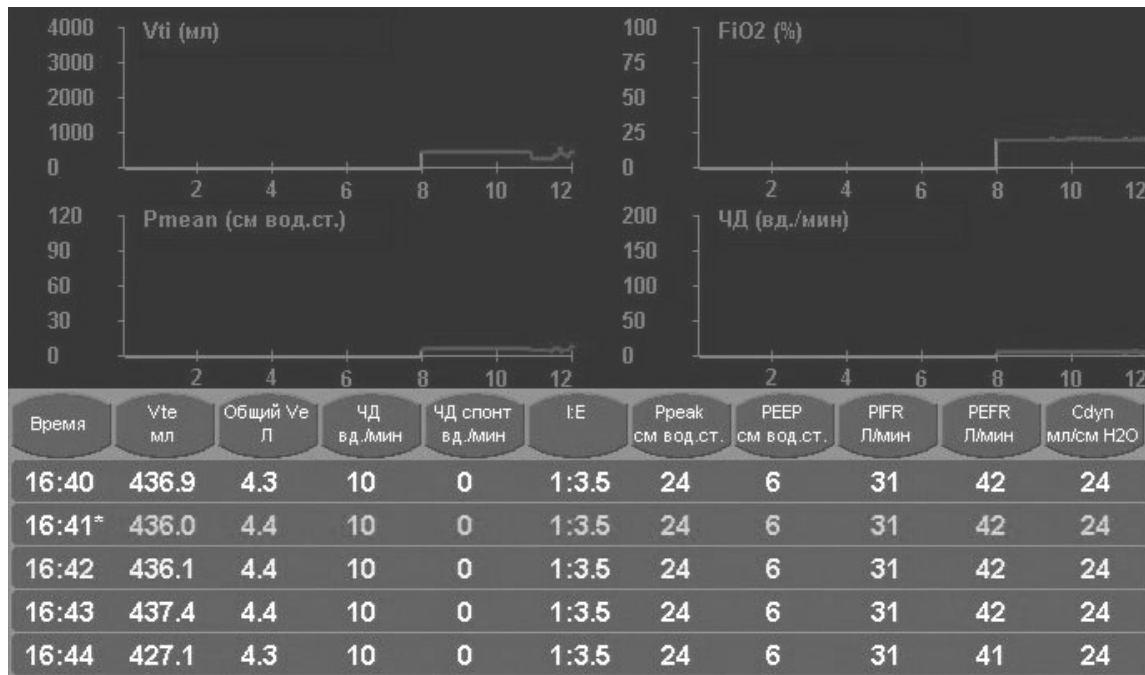 4000 Vti (мл)
3000
2000
1000
0
2 4 6 8 10 12
100 FiO2 (%)
75
50
25
0
2 4 6 8 10 12
120 Pmean (см вод.ст.)
90
60
30
0
2 4 6 8 10 12
200 ЧД (вд./мин)
150
100
50
0
2 4 6 8 10 12
Время Vte мл Общий Ve Л ЧД вд./мин ЧД спонт вд./мин I:E Ppeak см вод.ст. PEEP см вод.ст. PIFR Л/мин PEFR Л/мин Cdyn мл/см H2O
16:40 436.9 4.3 10 0 1:3.5 24 6 31 42 24
16:41* 436.0 4.4 10 0 1:3.5 24 6 31 42 24
16:42 436.1 4.4 10 0 1:3.5 24 6 31 42 24
16:43 437.4 4.4 10 0 1:3.5 24 6 31 42 24
16:44 427.1 4.3 10 0 1:3.5 24 6 31 41 24